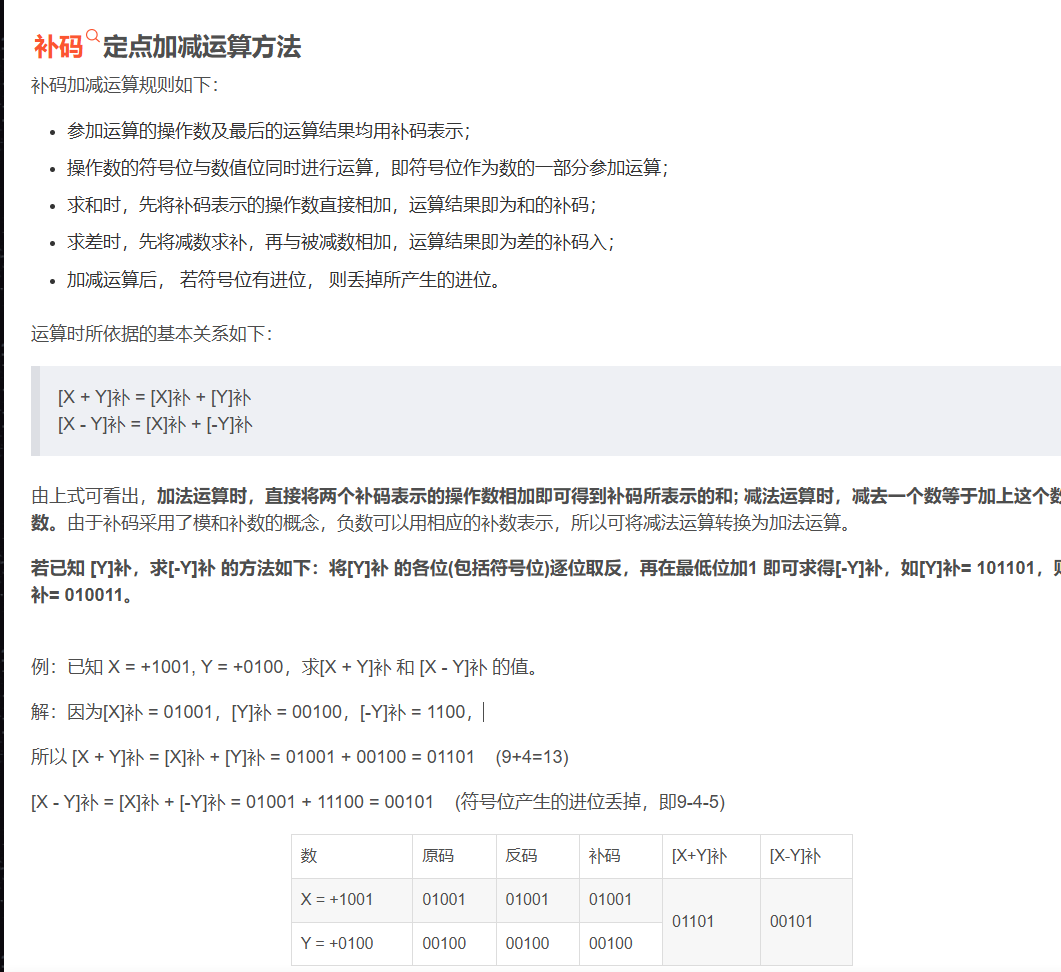 补码定点加减运算方法
补码加减运算规则如下：
参加运算的操作数及最后的运算结果均用补码表示；
操作数的符号位与数值位同时进行运算，即符号位作为数的一部分参加运算；
求和时，先将补码表示的操作数直接相加，运算结果即为和的补码；
求差时，先将减数求补，再与被减数相加，运算结果即为差的补码入；
加减运算后， 若符号位有进位， 则丢掉所产生的进位。
运算时所依据的基本关系如下：
[X + Y]补 = [X]补 + [Y]补
[X - Y]补 = [X]补 + [-Y]补
由上式可看出，加法运算时，直接将两个补码表示的操作数相加即可得到补码所表示的和; 减法运算时，减去一个数等于加上这个
数。由于补码采用了模和补数的概念，负数可以用相应的补数表示，所以可将减法运算转换为加法运算。
若已知 [Y]补，求[-Y]补 的方法如下：将[Y]补 的各位(包括符号位)逐位取反，再在最低位加1 即可求得[-Y]补，如[Y]补= 101101，
补= 010011。
例：已知 X = +1001, Y = +0100，求[X + Y]补 和 [X - Y]补 的值。
解：因为[X]补 = 01001，[Y]补 = 00100，[-Y]补 = 1100，
所以 [X + Y]补 = [X]补 + [Y]补 = 01001 + 00100 = 01101 (9+4=13)
[X - Y]补 = [X]补 + [-Y]补 = 01001 + 11100 = 00101 (符号位产生的进位丢掉，即9-4-5)
数 原码 反码 补码 [X+Y]补 [X-Y]补
X = +1001 01001 01001 01001
01101 00101
Y = +0100 00100 00100 00100